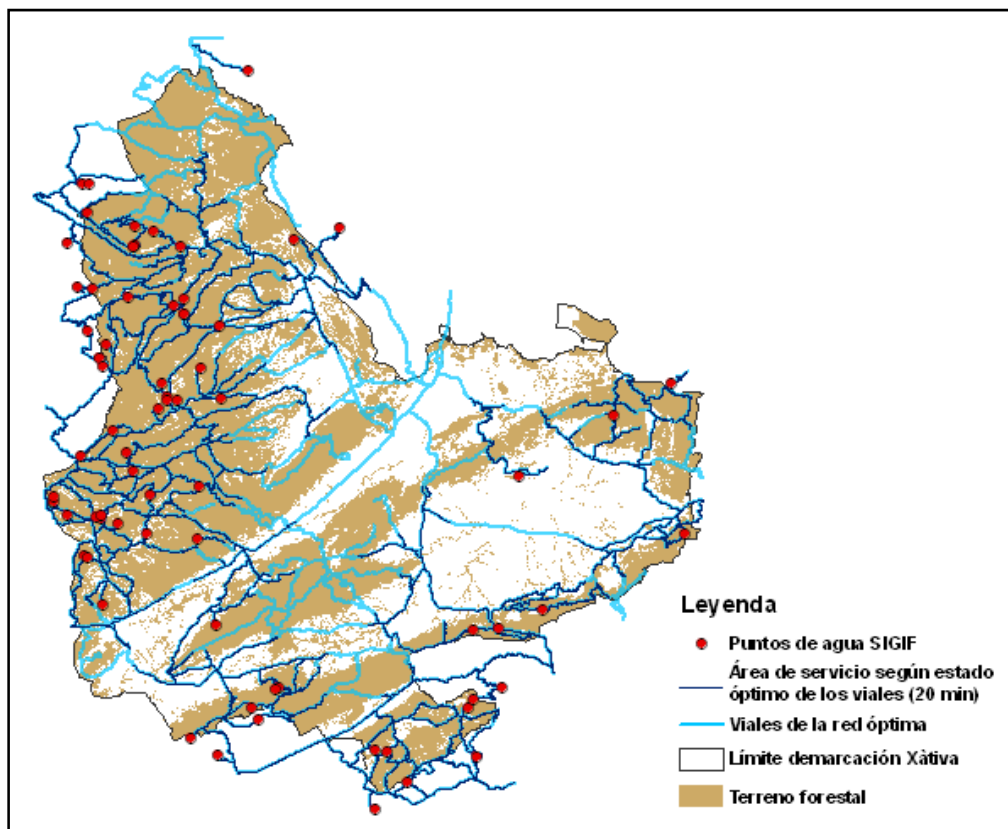 Leyenda
Puntos de agua SIGIF
Área de servicio según estado
óptimo de los viales (20 min)
Viales de la red óptima
Límite demarcación Xàtiva
Terreno forestal